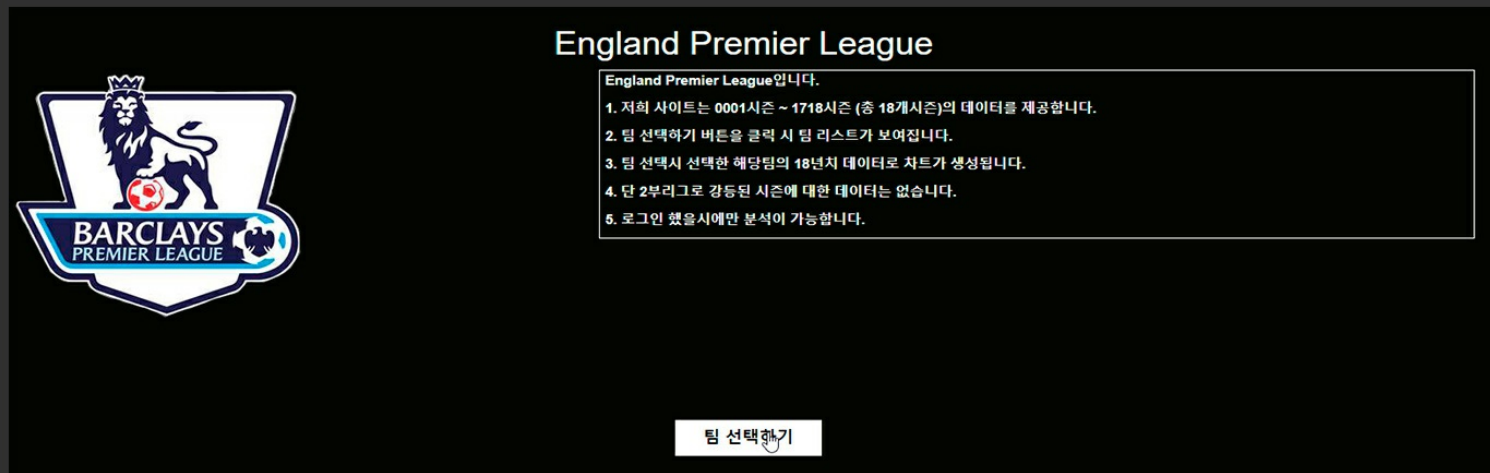 England Premier League
England Premier League입니다.
1. 저희 사이트는 0001시즌 ~ 1718시즌 (총 18개시즌)의 데이터를 제공합니다.
2. 팀 선택하기 버튼을 클릭 시 팀 리스트가 보여집니다.
3. 팀 선택시 선택한 해당팀의 18년치 데이터로 차트가 생성됩니다.
4. 단 2부리그로 강등된 시즌에 대한 데이터는 없습니다.
5. 로그인 했을시에만 분석이 가능합니다.
BARCLAYS
PREMIER LEAGUE
팀 선택하기